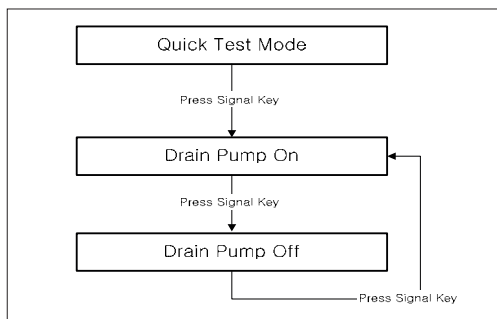 Quick Test Mode
Press Signal Key
Drain Pump On
Press Signal Key
Drain Pump Off
Press Signal Key